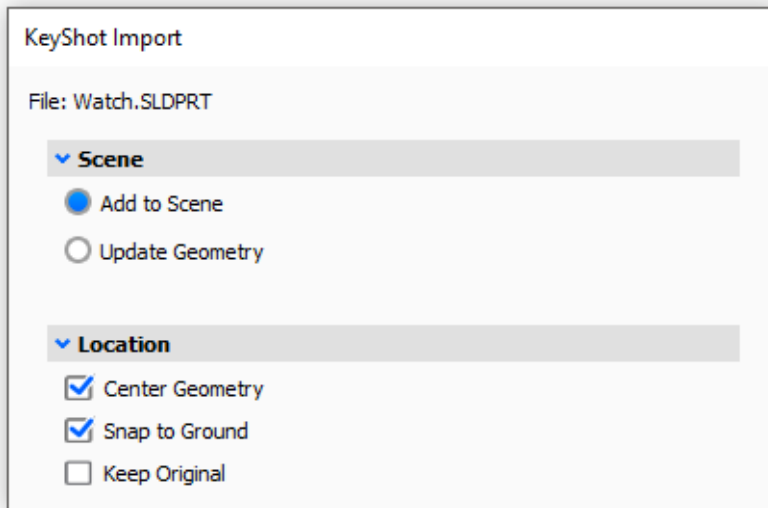 KeyShot Import
File: Watch.SLDPRT
Scene
Add to Scene
Update Geometry
Location
Center Geometry
Snap to Ground
Keep Original